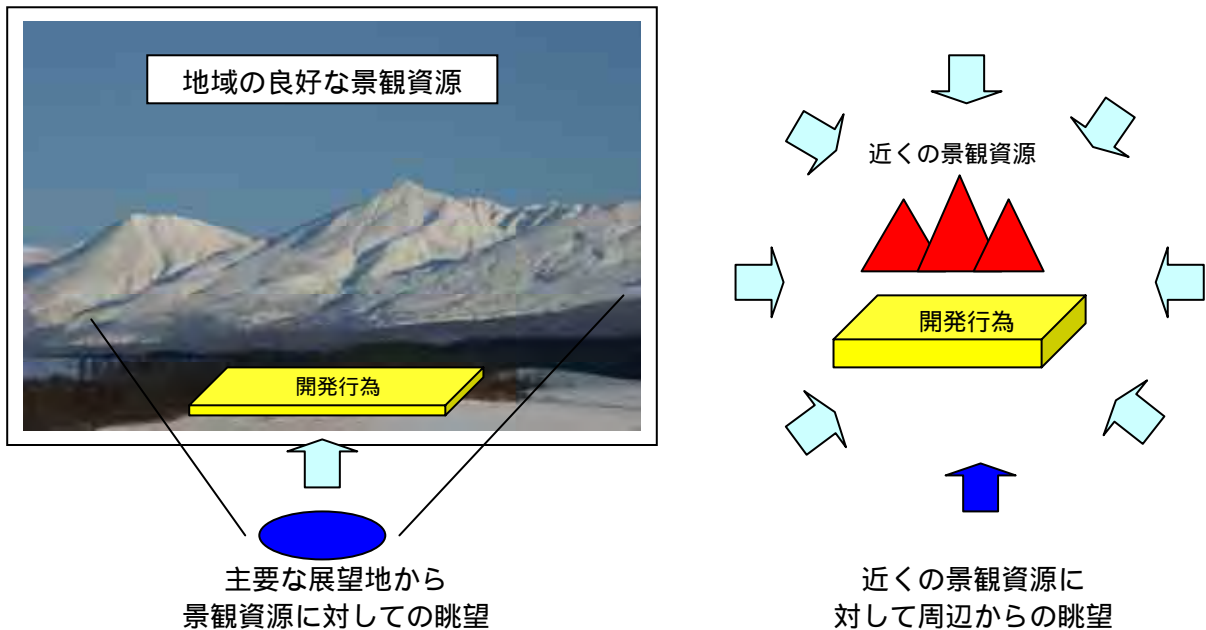 地域の良好な景観資源
開発行為
主要な展望地から
景観資源に対しての眺望
近くの景観資源
開発行為
近くの景観資源に
対して周辺からの眺望